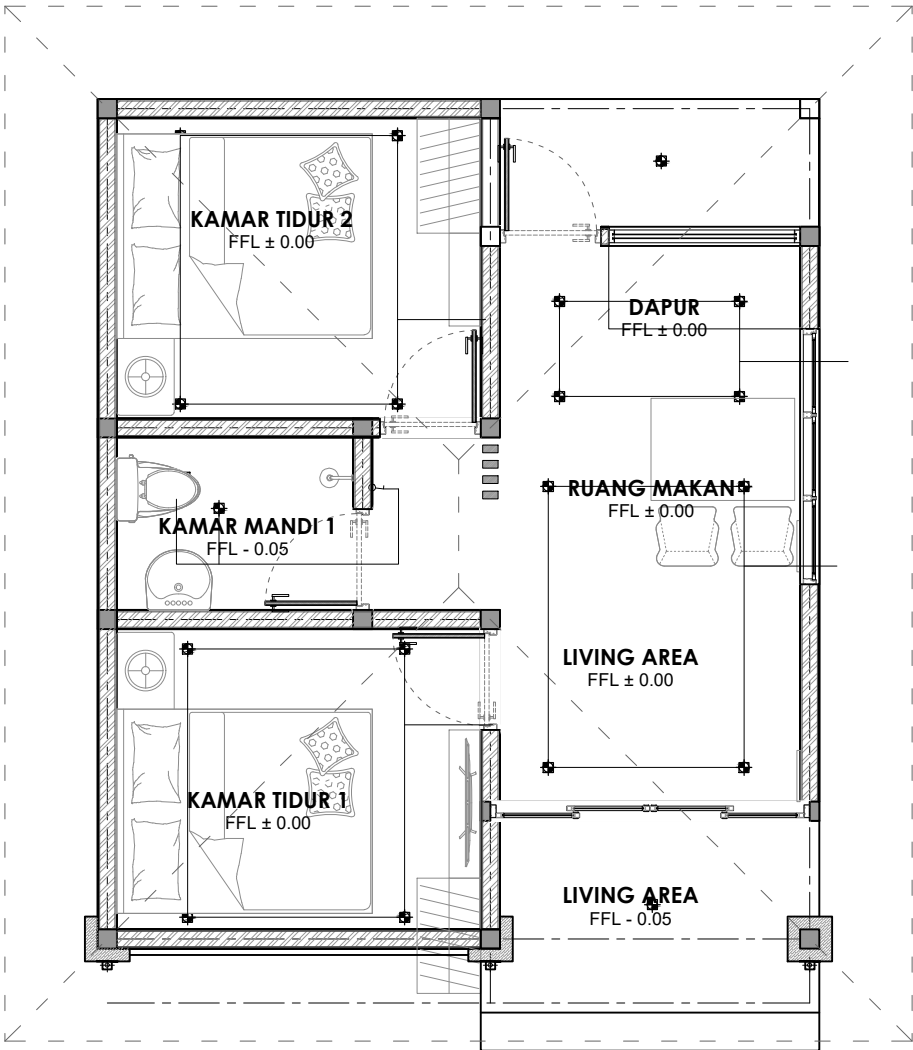 KAMAR TIDUR 2
FFL ± 0.00
DAPUR
FFL ± 0.00
RUANG MAKAN
FFL ± 0.00
KAMAR MANDI 1
FFL - 0.05
LIVING AREA
FFL ± 0.00
KAMAR TIDUR 1
FFL ± 0.00
LIVING AREA
FFL - 0.05